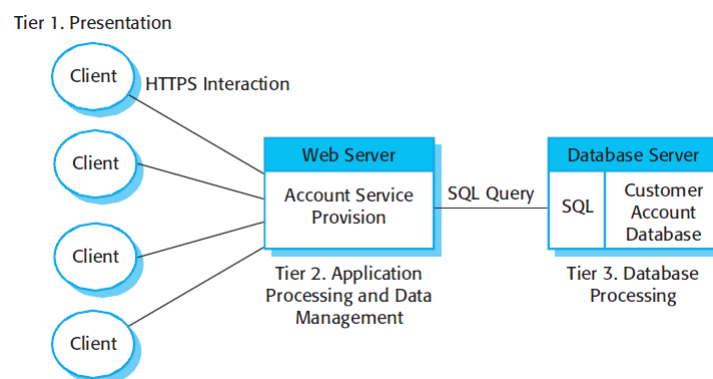 Tier 1. Presentation
Client
HTTPS Interaction
Client
Client
Client
Web Server
Account Service
Provision
Tier 2. Application
Processing and Data
Management
SQL Query
Database Server
SQL
Customer
Account
Database
Tier 3. Database
Processing